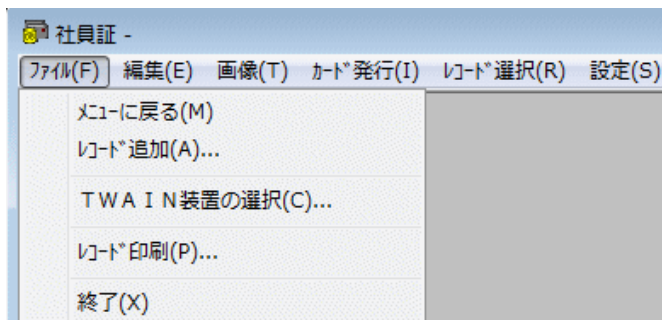 社員証 -
ﾌｧｲﾙ(F) 編集(E) 画像(T) ｶｰﾄﾞ発行(I) ﾚｺｰﾄﾞ選択(R) 設定(S)
ﾒﾆｭｰに戻る(M)
ﾚｺｰﾄﾞ追加(A)...
ＴＷＡＩＮ装置の選択(C)...
ﾚｺｰﾄﾞ印刷(P)...
終了(X)